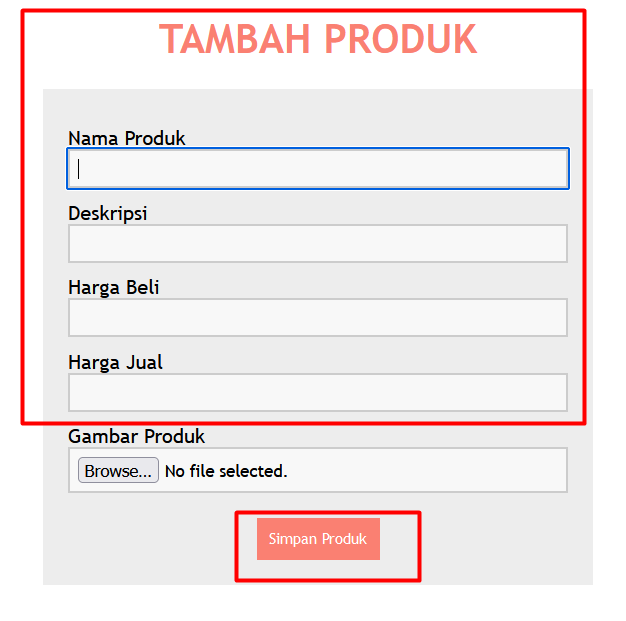 TAMBAH PRODUK
Nama Produk
Deskripsi
Harga Beli
Harga Jual
Gambar Produk
Browse... No file selected.
Simpan Produk